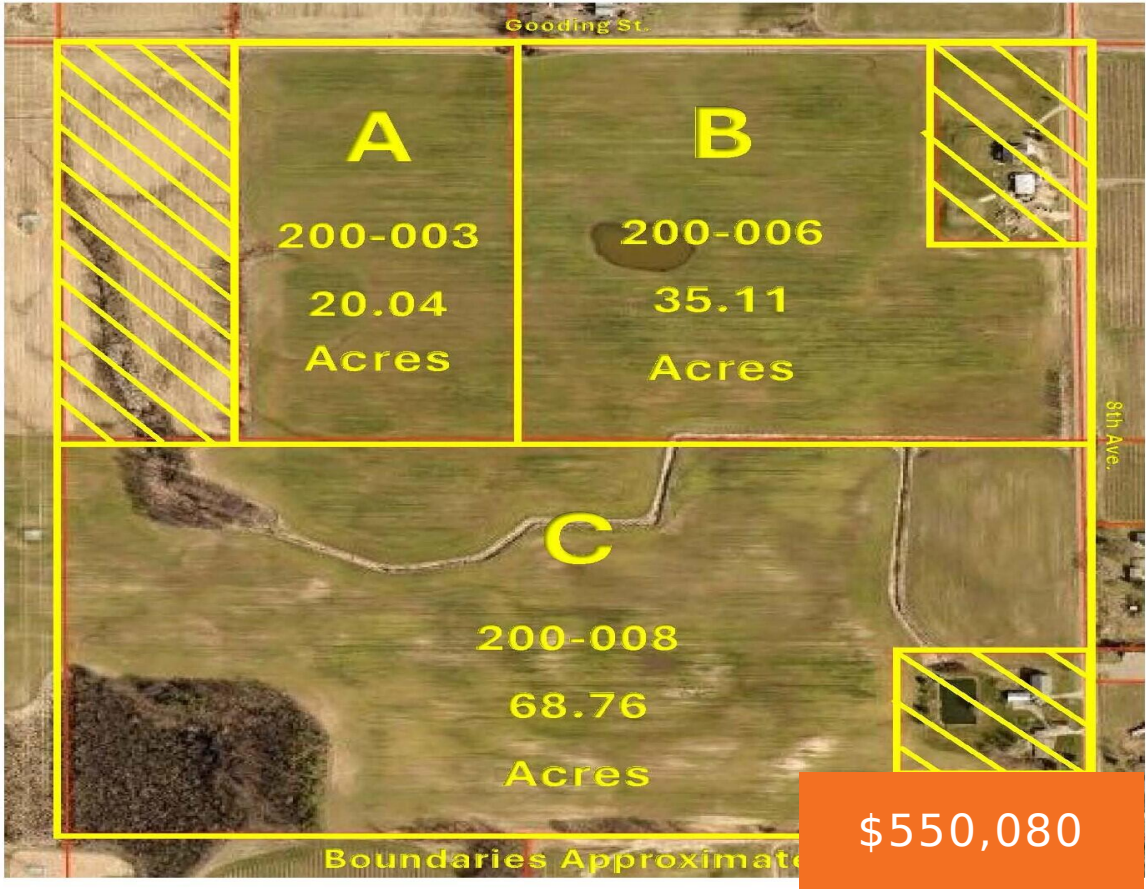 Gooding St.
A
B
200-003
200-006
20.04
35.11
Acres
Acres
8th Ave.
C
200-008
68.76
Acres
$550,080
Boundaries Approximate